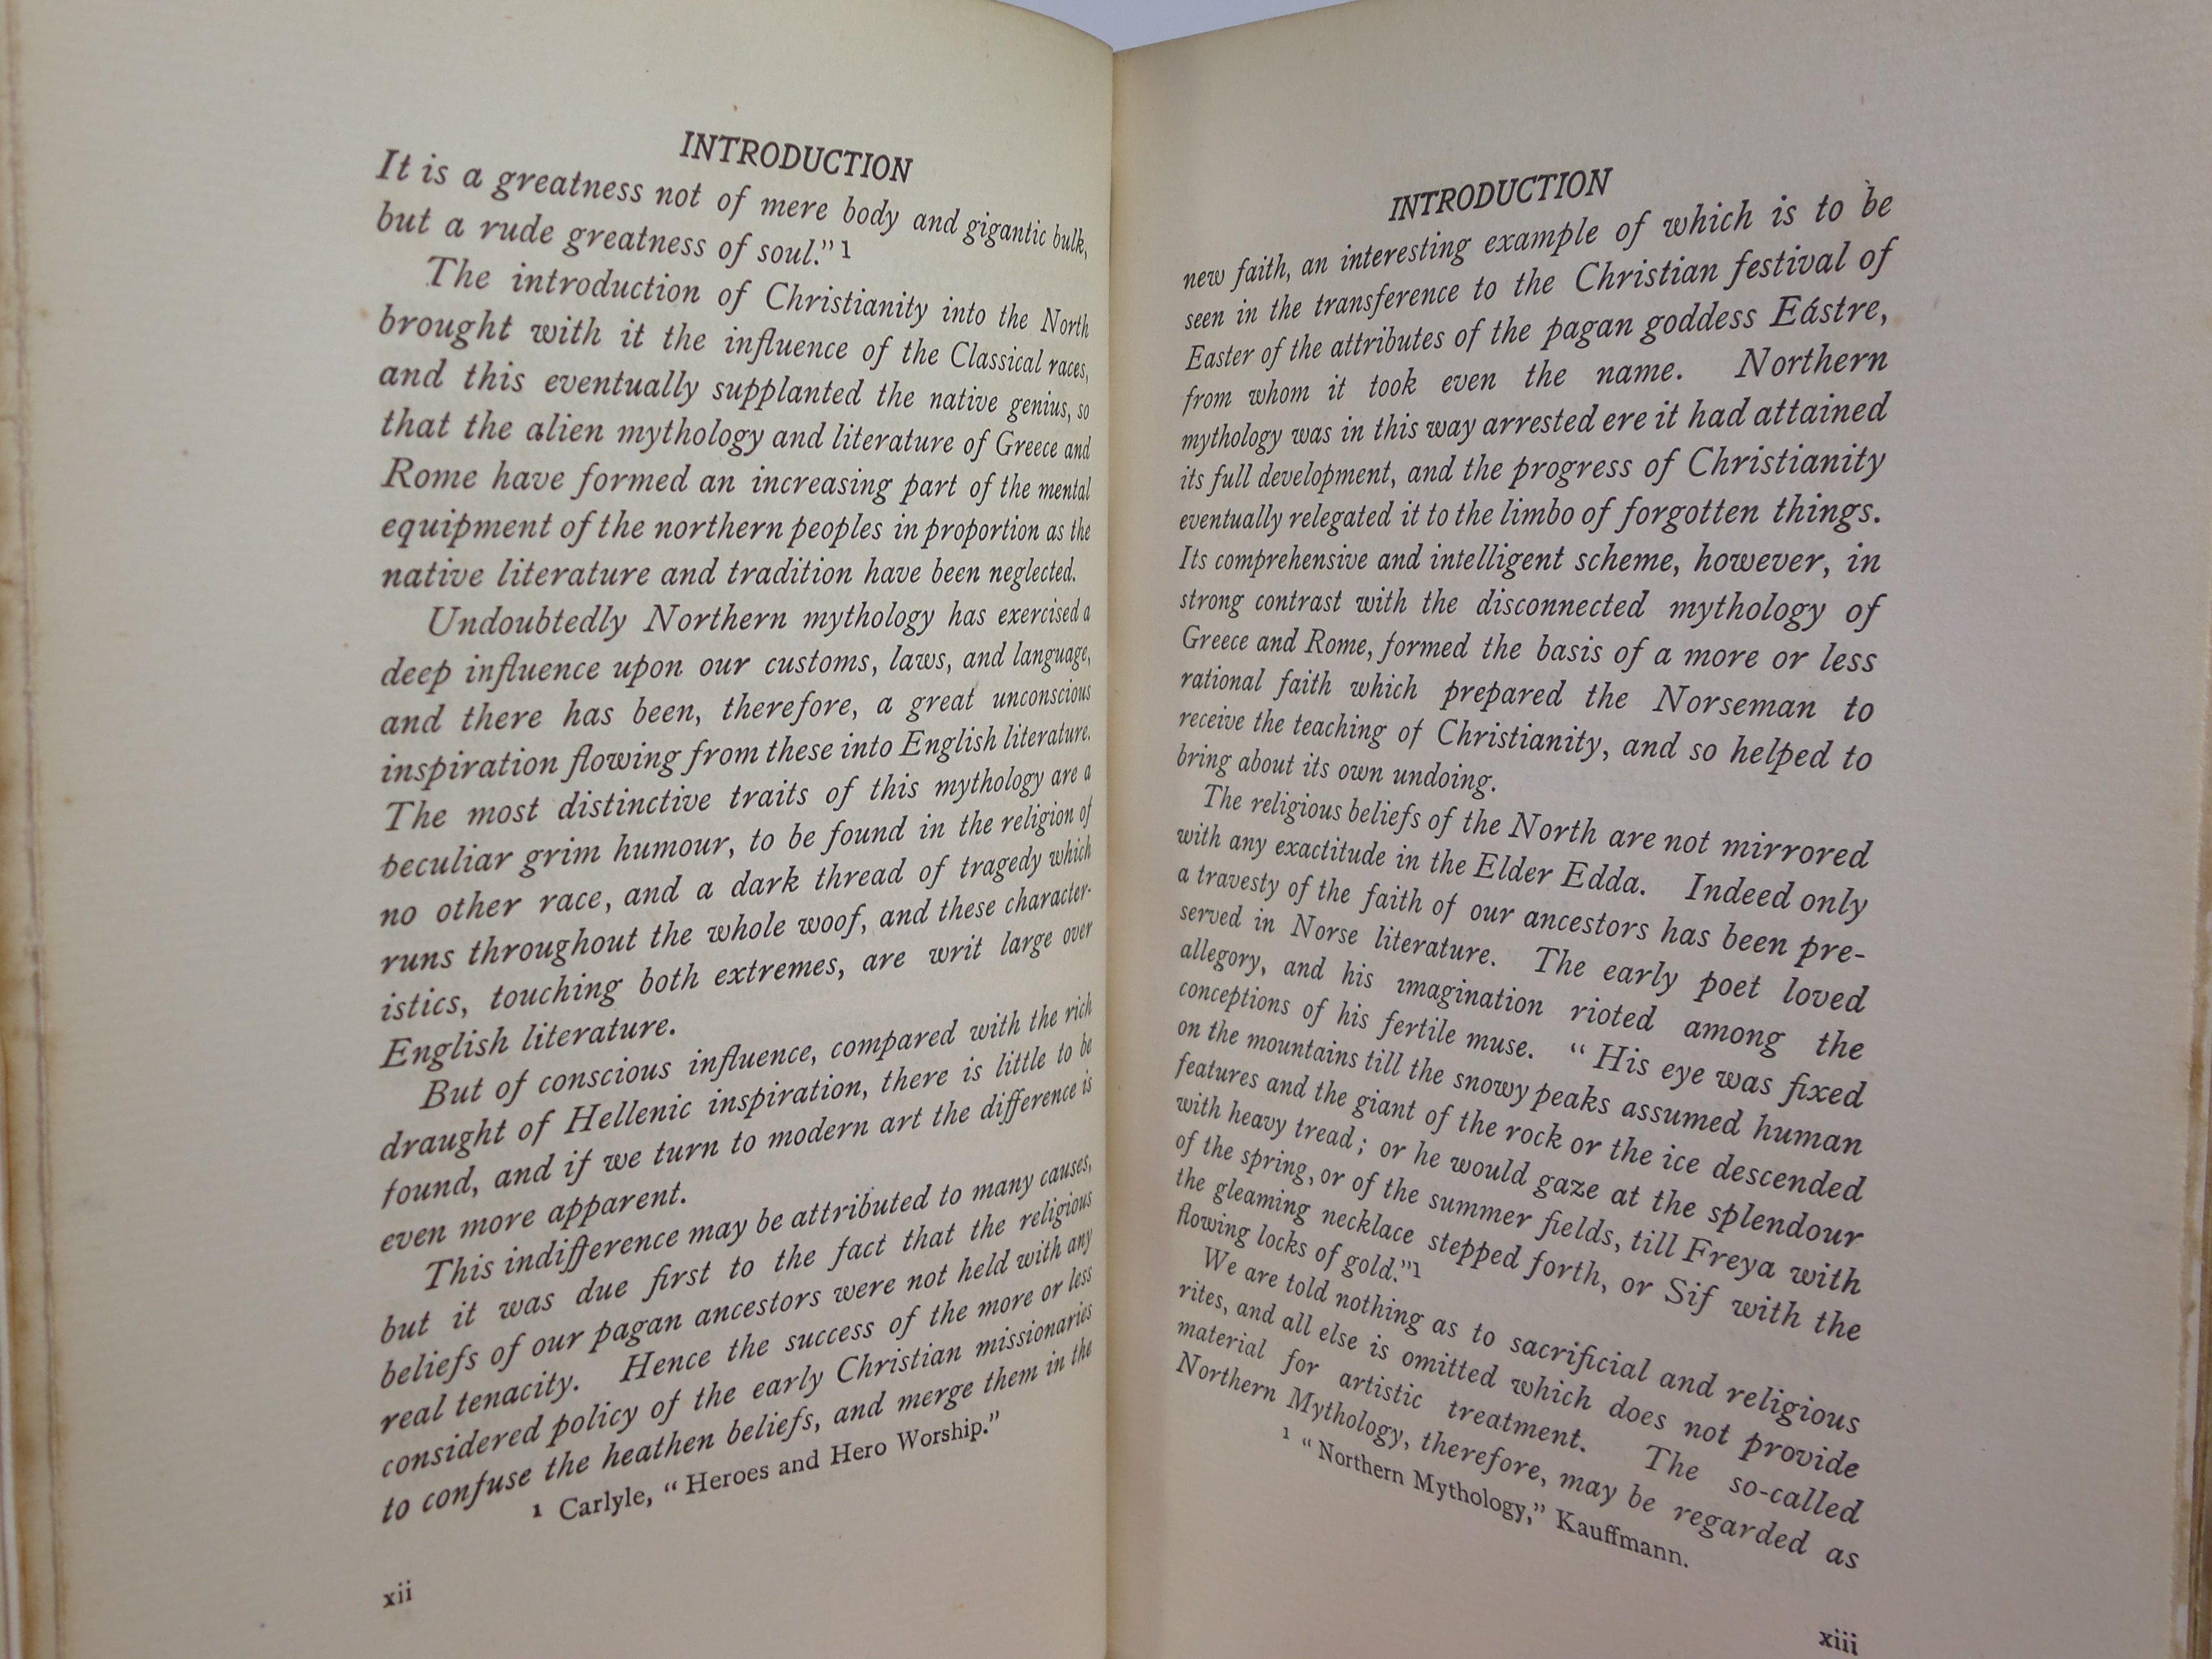 INTRODUCTION
It is a greatness not of mere body and gigantic bulk,
but a rude greatness of soul.” 1
The introduction of Christianity into the North
brought with it the influence of the Classical races,
and this eventually supplanted the native genius, so
that the alien mythology and literature of Greece and
Rome have formed an increasing part of the mental
equipment of the northern peoples in proportion as the
native literature and tradition have been neglected.
Undoubtedly Northern mythology has exercised a
deep influence upon our customs, laws, and language,
and there has been, therefore, a great unconscious
inspiration flowing from these into English literature.
The most distinctive traits of this mythology are a
peculiar grim humour, to be found in the religion of
no other race, and a dark thread of tragedy which
runs throughout the whole woof, and these character-
istics, touching both extremes, are writ large over
English literature.
But of conscious influence, compared with the rich
draught of Hellenic inspiration, there is little to be
found, and if we turn to modern art the difference is
even more apparent.
This indifference may be attributed to many causes,
but it was due first to the fact that the religious
beliefs of our pagan ancestors were not held with any
real tenacity. Hence the success of the more or less
considered policy of the early Christian missionaries
to confuse the heathen beliefs, and merge them in the
1 Carlyle, “ Heroes and Hero Worship.”
xii
INTRODUCTION
new faith, an interesting example of which is to be
seen in the transference to the Christian festival of
Easter of the attributes of the pagan goddess Eástre,
from whom it took even the name. Northern
mythology was in this way arrested ere it had attained
its full development, and the progress of Christianity
eventually relegated it to the limbo of forgotten things.
Its comprehensive and intelligent scheme, however, in
strong contrast with the disconnected mythology of
Greece and Rome, formed the basis of a more or less
rational faith which prepared the Norseman to
receive the teaching of Christianity, and so helped to
bring about its own undoing.
The religious beliefs of the North are not mirrored
with any exactitude in the Elder Edda. Indeed only
a travesty of the faith of our ancestors has been pre-
served in Norse literature. The early poet loved
allegory, and his imagination rioted among the
conceptions of his fertile muse. “ His eye was fixed
on the mountains till the snowy peaks assumed human
features and the giant of the rock or the ice descended
with heavy tread ; or he would gaze at the splendour
of the spring, or of the summer fields, till Freya with
the gleaming necklace stepped forth, or Sif with the
flowing locks of gold.” 1
We are told nothing as to sacrificial and religious
rites, and all else is omitted which does not provide
material for artistic treatment. The so-called
Northern Mythology, therefore, may be regarded as
1 “ Northern Mythology,” Kauffmann.
xiii